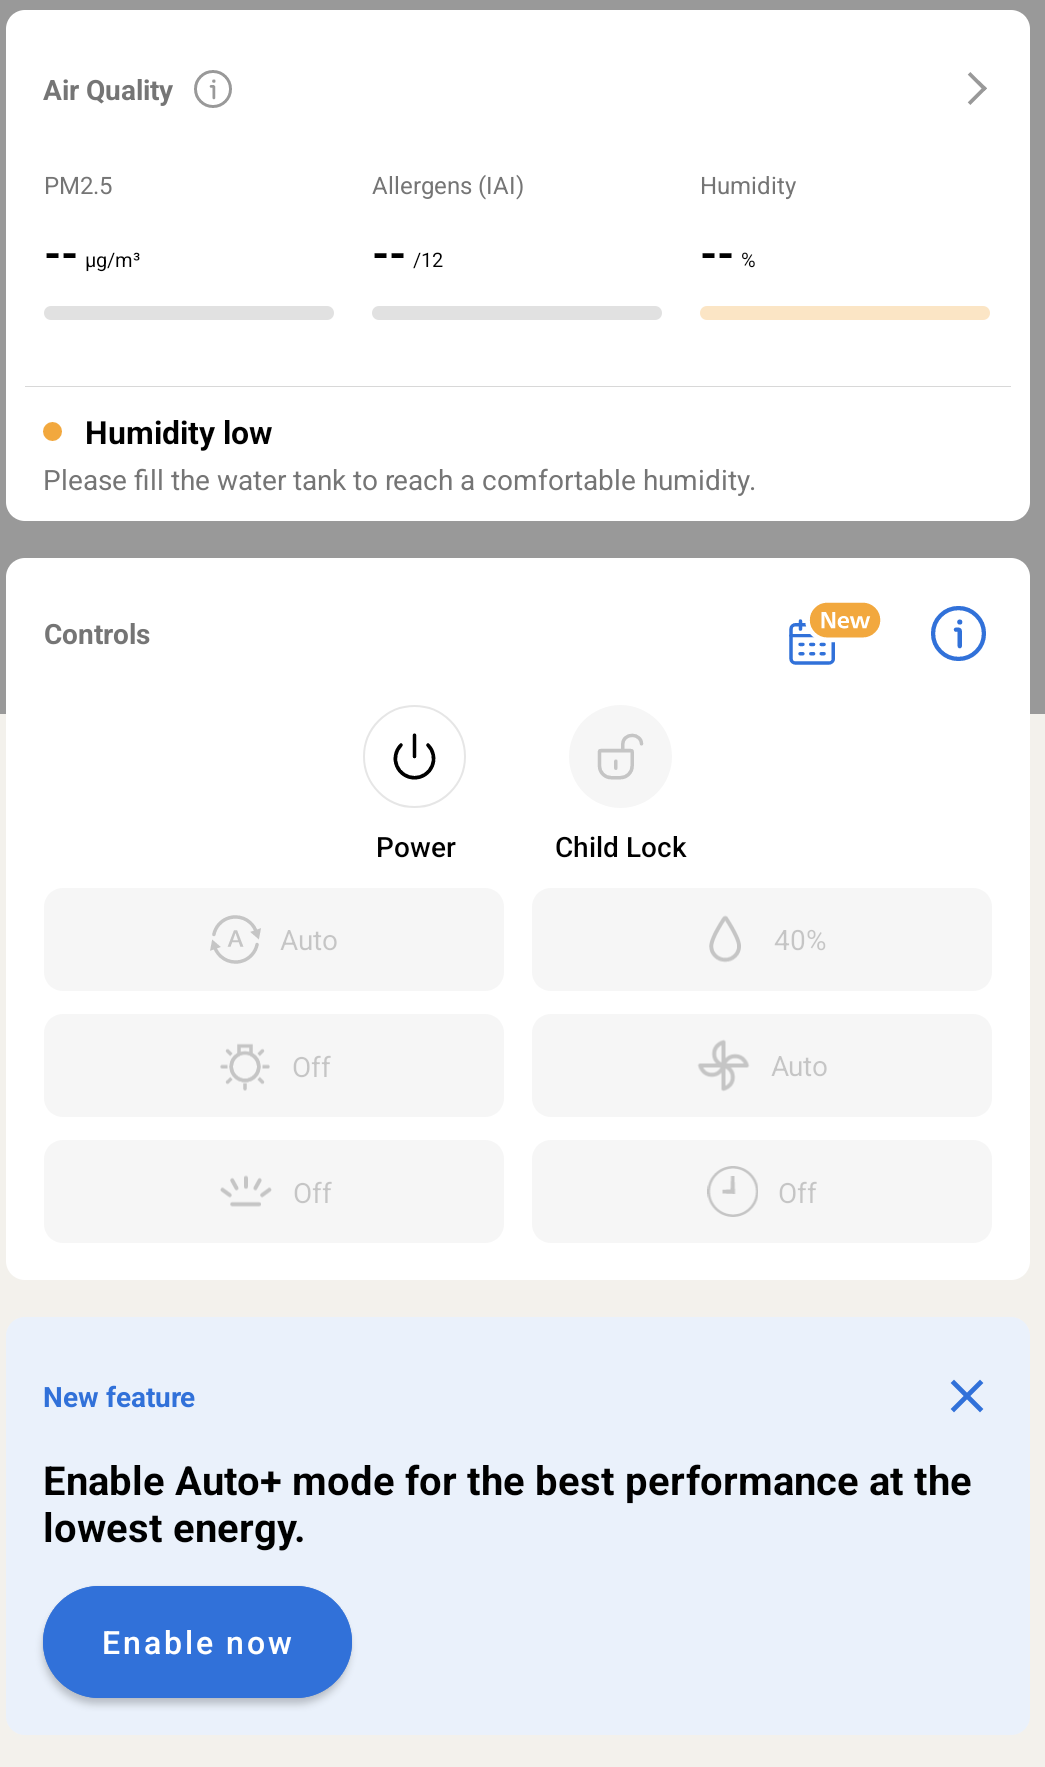 Air Quality
PM2.5 Allergens (IAI) Humidity
-- µg/m³ -- /12 -- %
Humidity low
Please fill the water tank to reach a comfortable humidity.
Controls New
Power Child Lock
A Auto 40%
Off Auto
Off Off
New feature
Enable Auto+ mode for the best performance at the
lowest energy.
Enable now